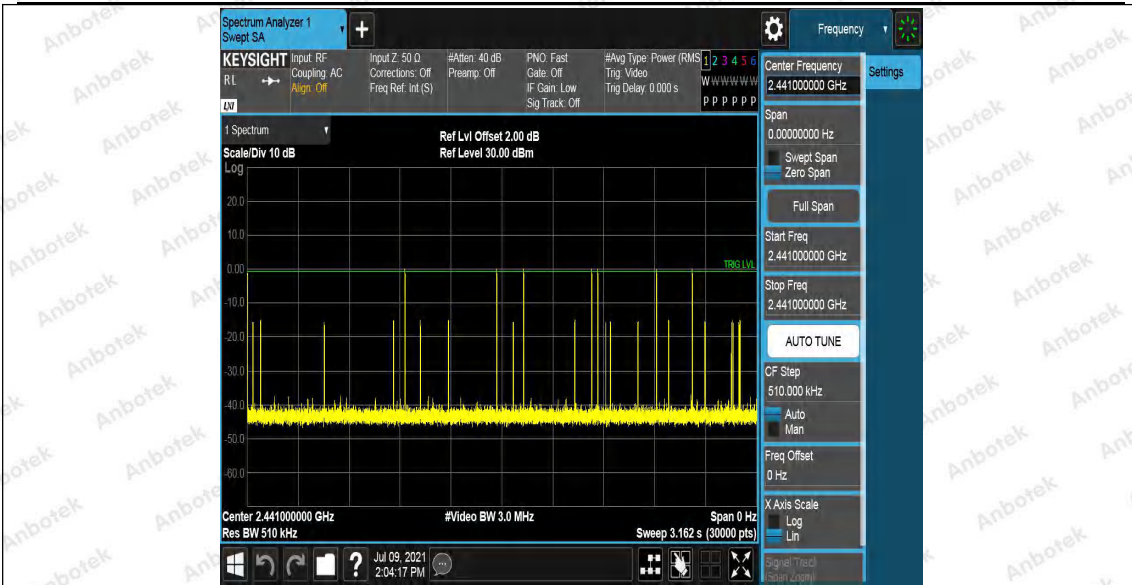 Spectrum Analyzer 1
Swept SA
+
Frequency
KEYSIGHT
RL
LXI
Input: RF
Coupling: AC
Align: Off
Input Z: 50 Ω
Corrections: Off
Freq Ref: Int (S)
#Atten: 40 dB
Preamp: Off
PNO: Fast
Gate: Off
IF Gain: Low
Sig Track: Off
#Avg Type: Power (RMS
Trig: Video
Trig Delay: 0.000 s
1 2 3 4 5 6
W W W W W W
P P P P P P
Center Frequency
2.441000000 GHz
Settings
Span
0.00000000 Hz
Swept Span
Zero Span
Full Span
Start Freq
2.441000000 GHz
Stop Freq
2.441000000 GHz
AUTO TUNE
CF Step
510.000 kHz
Auto
Man
Freq Offset
0 Hz
X Axis Scale
Log
Lin
Signal Track
(Span Zoom)
1 Spectrum
Scale/Div 10 dB
Ref Lvl Offset 2.00 dB
Ref Level 30.00 dBm
Log
20.0
10.0
0.00
TRIG LVL
-10.0
-20.0
-30.0
-40.0
-50.0
-60.0
Center 2.441000000 GHz
#Video BW 3.0 MHz
Span 0 Hz
Res BW 510 kHz
Sweep 3.162 s (30000 pts)
?
Jul 09, 2021
2:04:17 PM
Anbotek